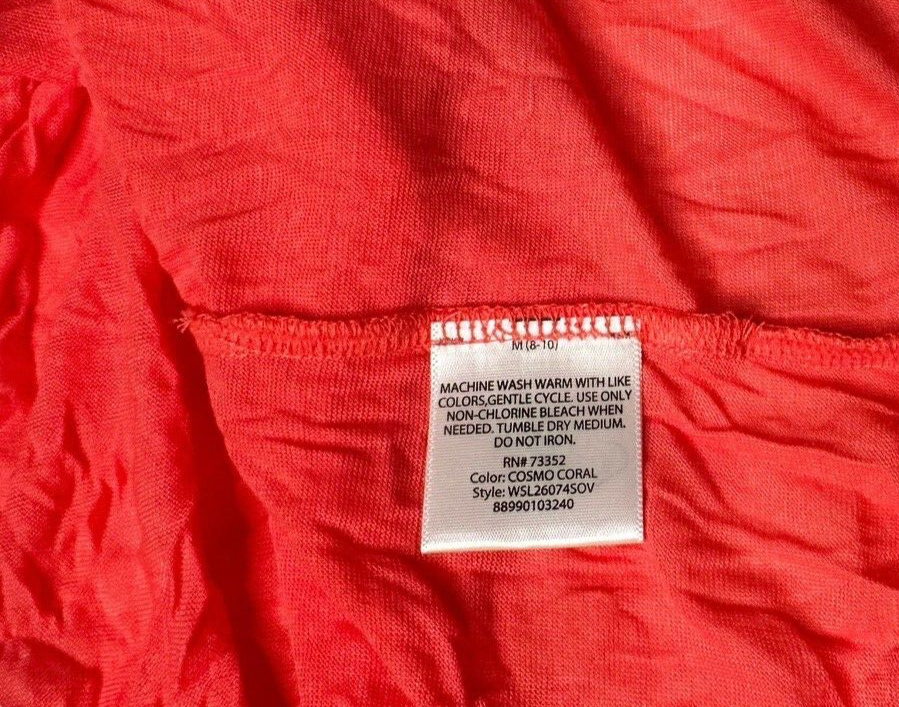 M (8-10)
MACHINE WASH WARM WITH LIKE
COLORS,GENTLE CYCLE. USE ONLY
NON-CHLORINE BLEACH WHEN
NEEDED. TUMBLE DRY MEDIUM.
DO NOT IRON.
RN# 73352
Color: COSMO CORAL
Style: WSL26074SOV
88990103240